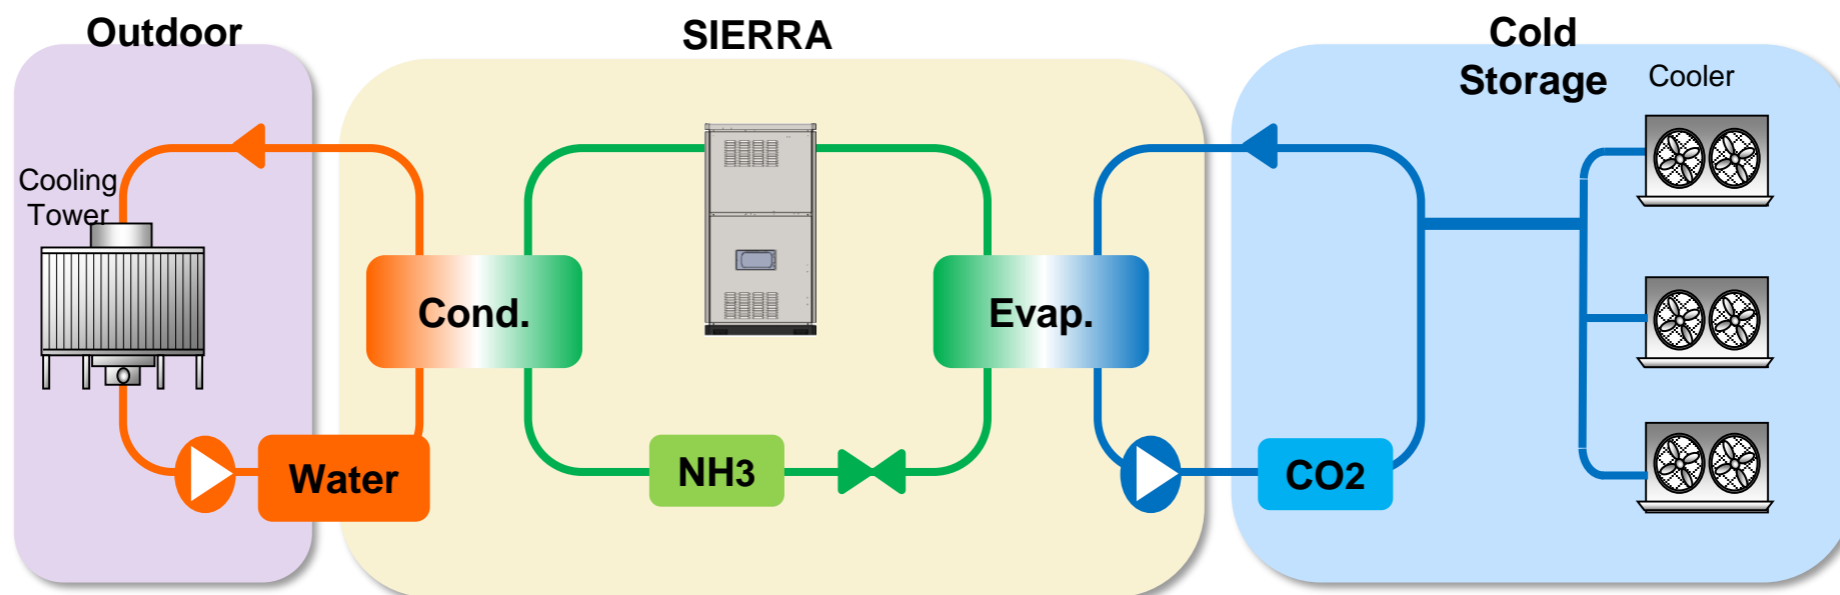 Outdoor
SIERRA
Cold
Storage
Cooler
Cooling
Tower
Cond.
Evap.
Water
NH3
CO2